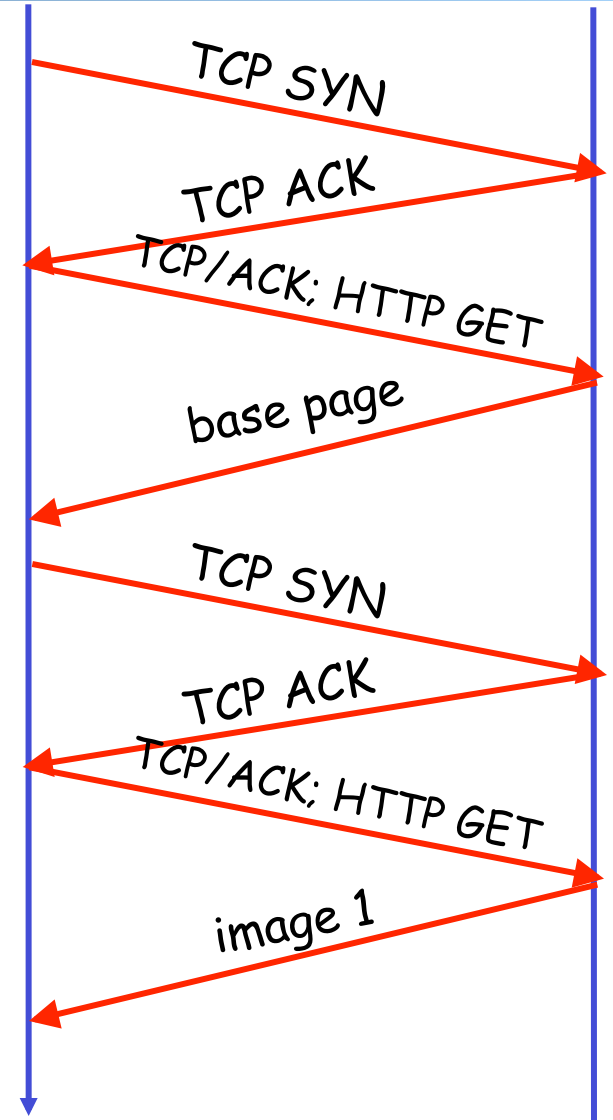 TCP SYN
TCP ACK
TCP/ACK; HTTP GET
base page
TCP SYN
TCP ACK
TCP/ACK; HTTP GET
image 1